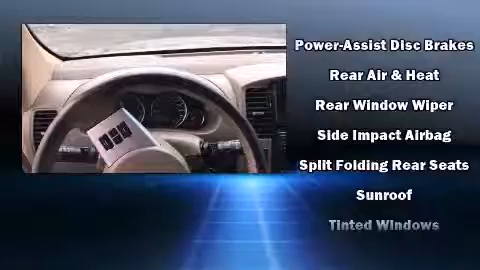 Power-Assist Disc Brakes
Rear Air & Heat
Rear Window Wiper
Side Impact Airbag
Split Folding Rear Seats
Sunroof
Tinted Windows